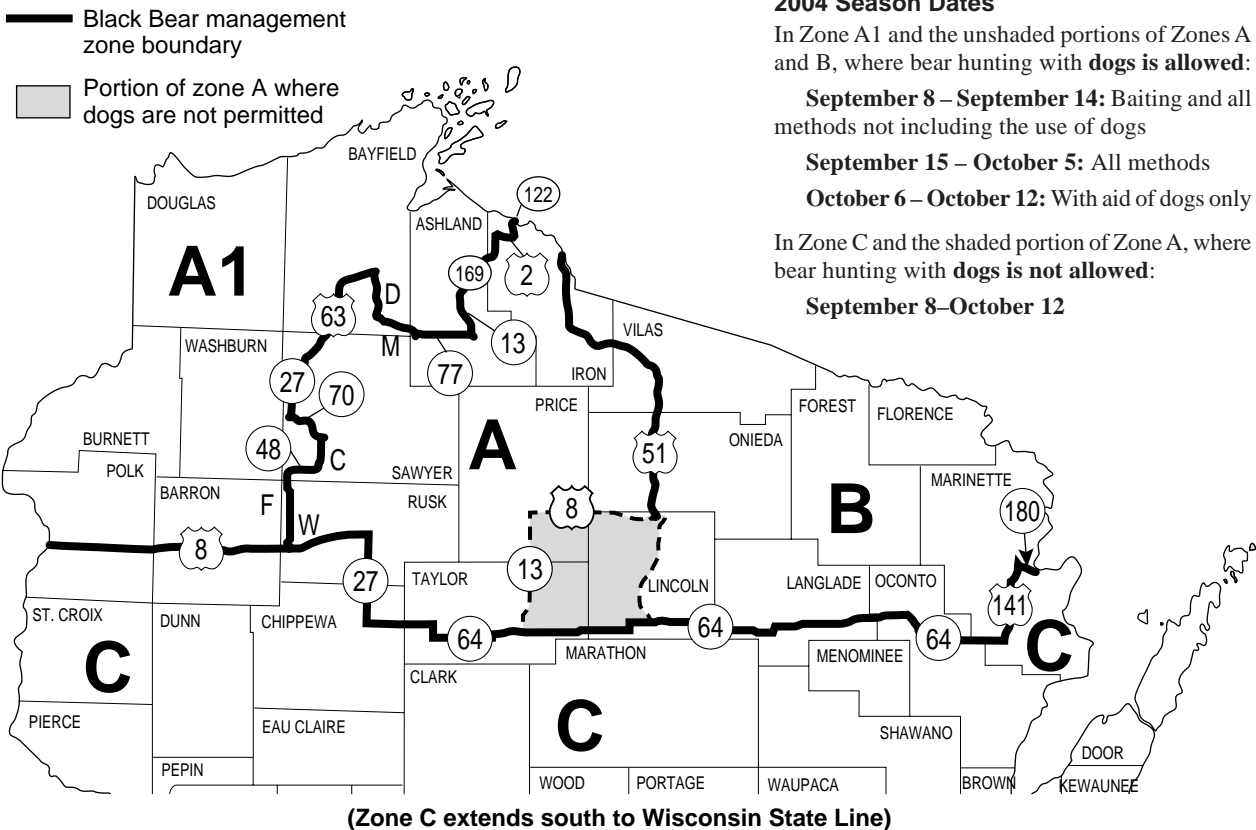 Black Bear management
zone boundary
Portion of zone A where
dogs are not permitted
2004 Season Dates
In Zone A1 and the unshaded portions of Zones A
and B, where bear hunting with dogs is allowed:
September 8 – September 14: Baiting and all
methods not including the use of dogs
September 15 – October 5: All methods
October 6 – October 12: With aid of dogs only
In Zone C and the shaded portion of Zone A, where
bear hunting with dogs is not allowed:
September 8–October 12
BAYFIELD
DOUGLAS
122
ASHLAND
A1
169
2
D
63
VILAS
13
M
WASHBURN
77
IRON
27
70
PRICE
FOREST
FLORENCE
BURNETT
48
C
A
51
ONIEDA
POLK
SAWYER
MARINETTE
BARRON
RUSK
F
W
8
B
180
8
13
27
TAYLOR
LINCOLN
LANGLADE
OCONTO
141
ST. CROIX
DUNN
CHIPPEWA
64
64
64
C
MARATHON
MENOMINEE
C
CLARK
PIERCE
EAU CLAIRE
C
SHAWANO
DOOR
PEPIN
WOOD
PORTAGE
WAUPACA
BROWN
KEWAUNEE
(Zone C extends south to Wisconsin State Line)